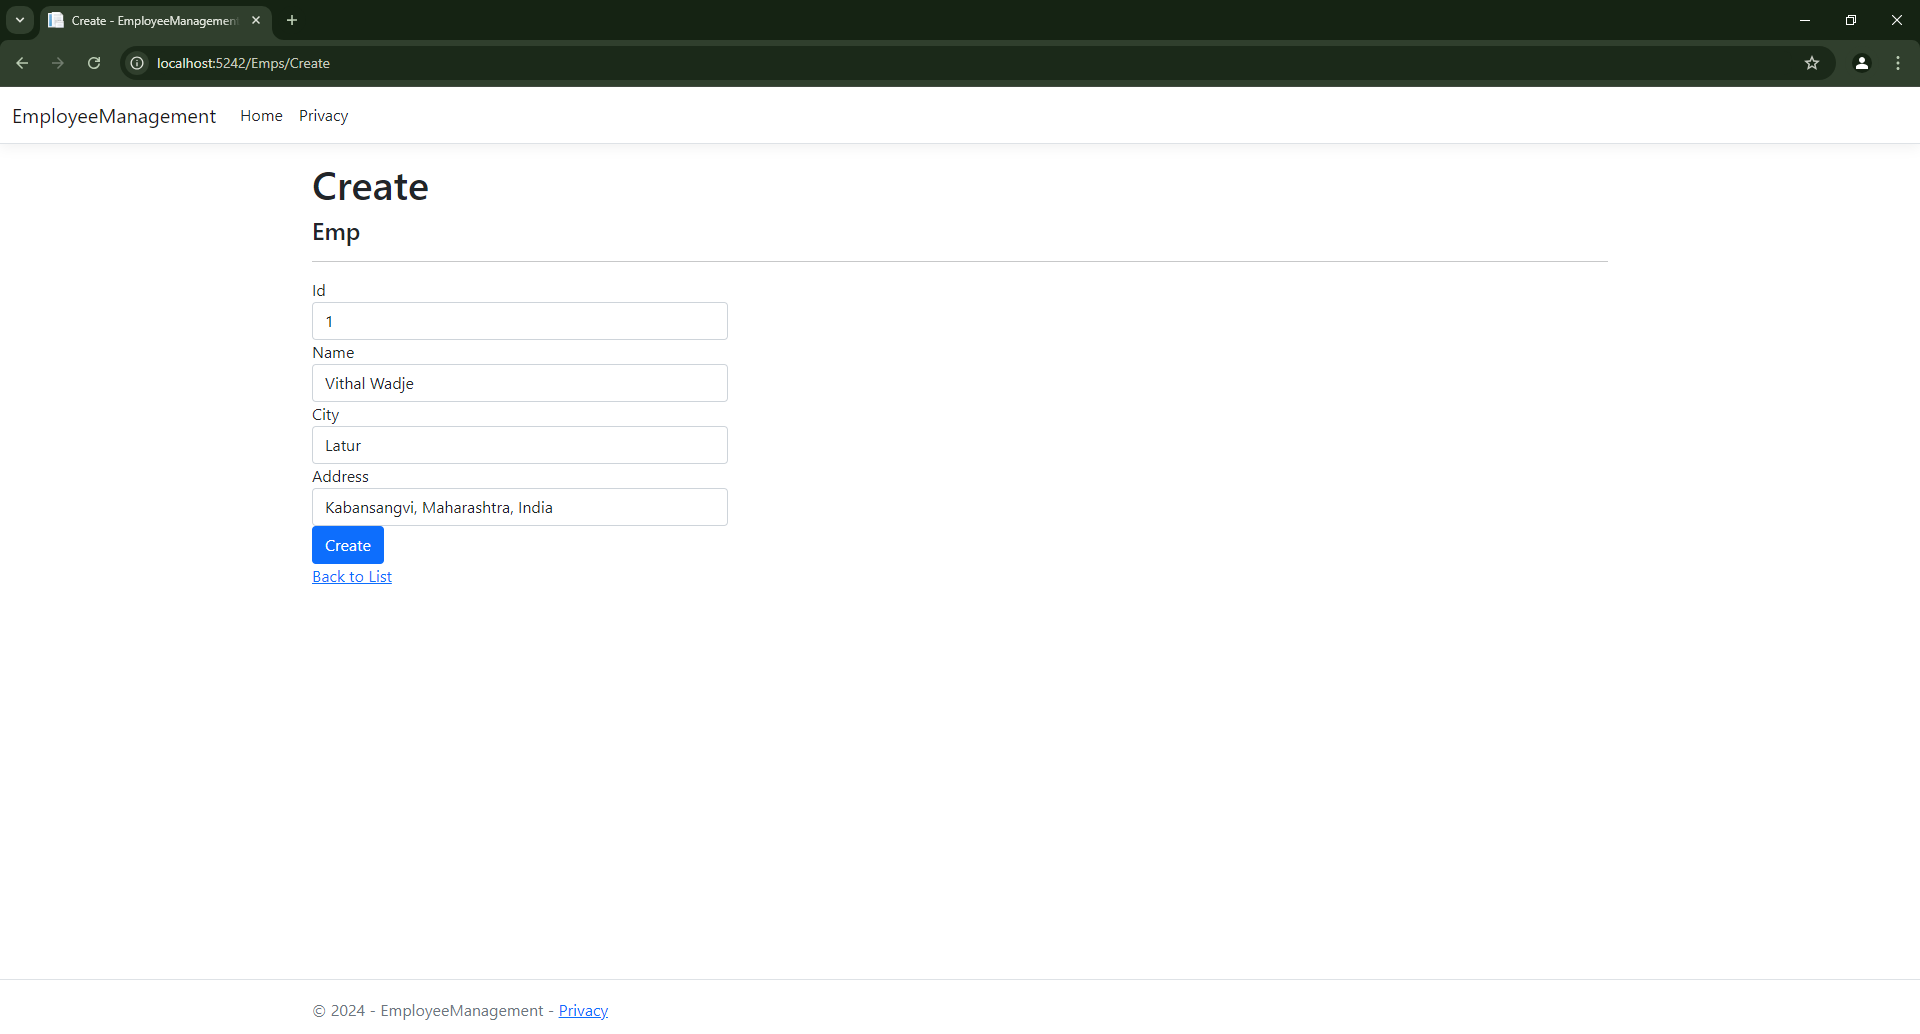 Create - EmployeeManagement
localhost:5242/Emps/Create
EmployeeManagement Home Privacy
Create
Emp
Id
1
Name
Vithal Wadje
City
Latur
Address
Kabansangvi, Maharashtra, India
Create
Back to List
© 2024 - EmployeeManagement - Privacy